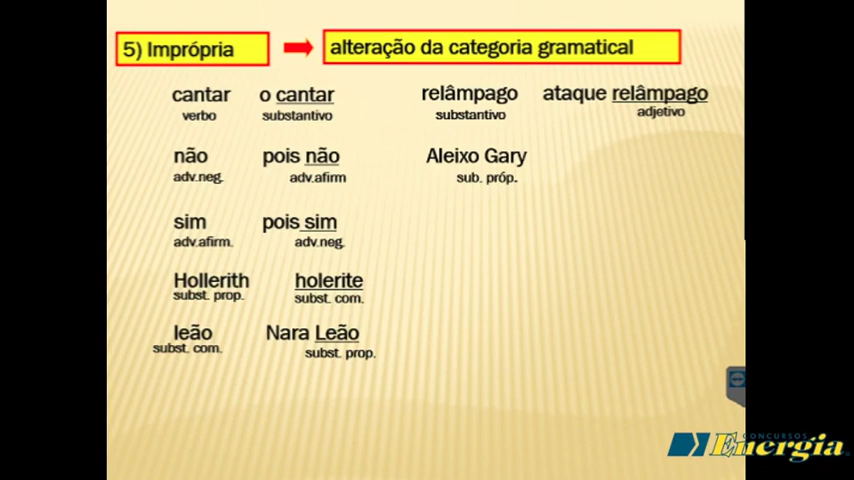 5) Imprópria
alteração da categoria gramatical
cantar o cantar relâmpago ataque relâmpago
verbo substantivo substantivo adjetivo
não pois não Aleixo Gary
adv.neg. adv.afirm sub. próp.
sim pois sim
adv.afirm. adv.neg.
Hollerith holerite
subst. prop. subst. com.
leão Nara Leão
subst. com. subst. prop.
CONCURSOS
Energia